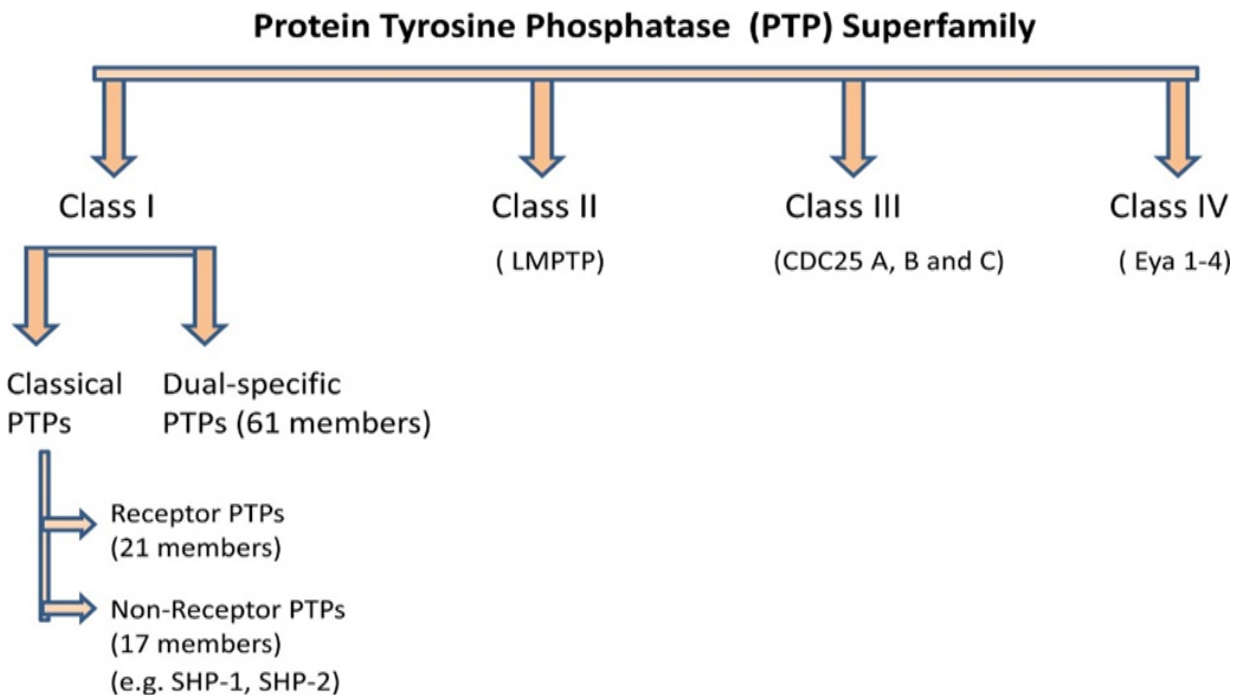 Protein Tyrosine Phosphatase (PTP) Superfamily
Class I
Class II
Class III
Class IV
( LMPTP)
(CDC25 A, B and C)
( Eya 1-4)
Classical
PTPs
Dual-specific
PTPs (61 members)
Receptor PTPs
(21 members)
Non-Receptor PTPs
(17 members)
(e.g. SHP-1, SHP-2)